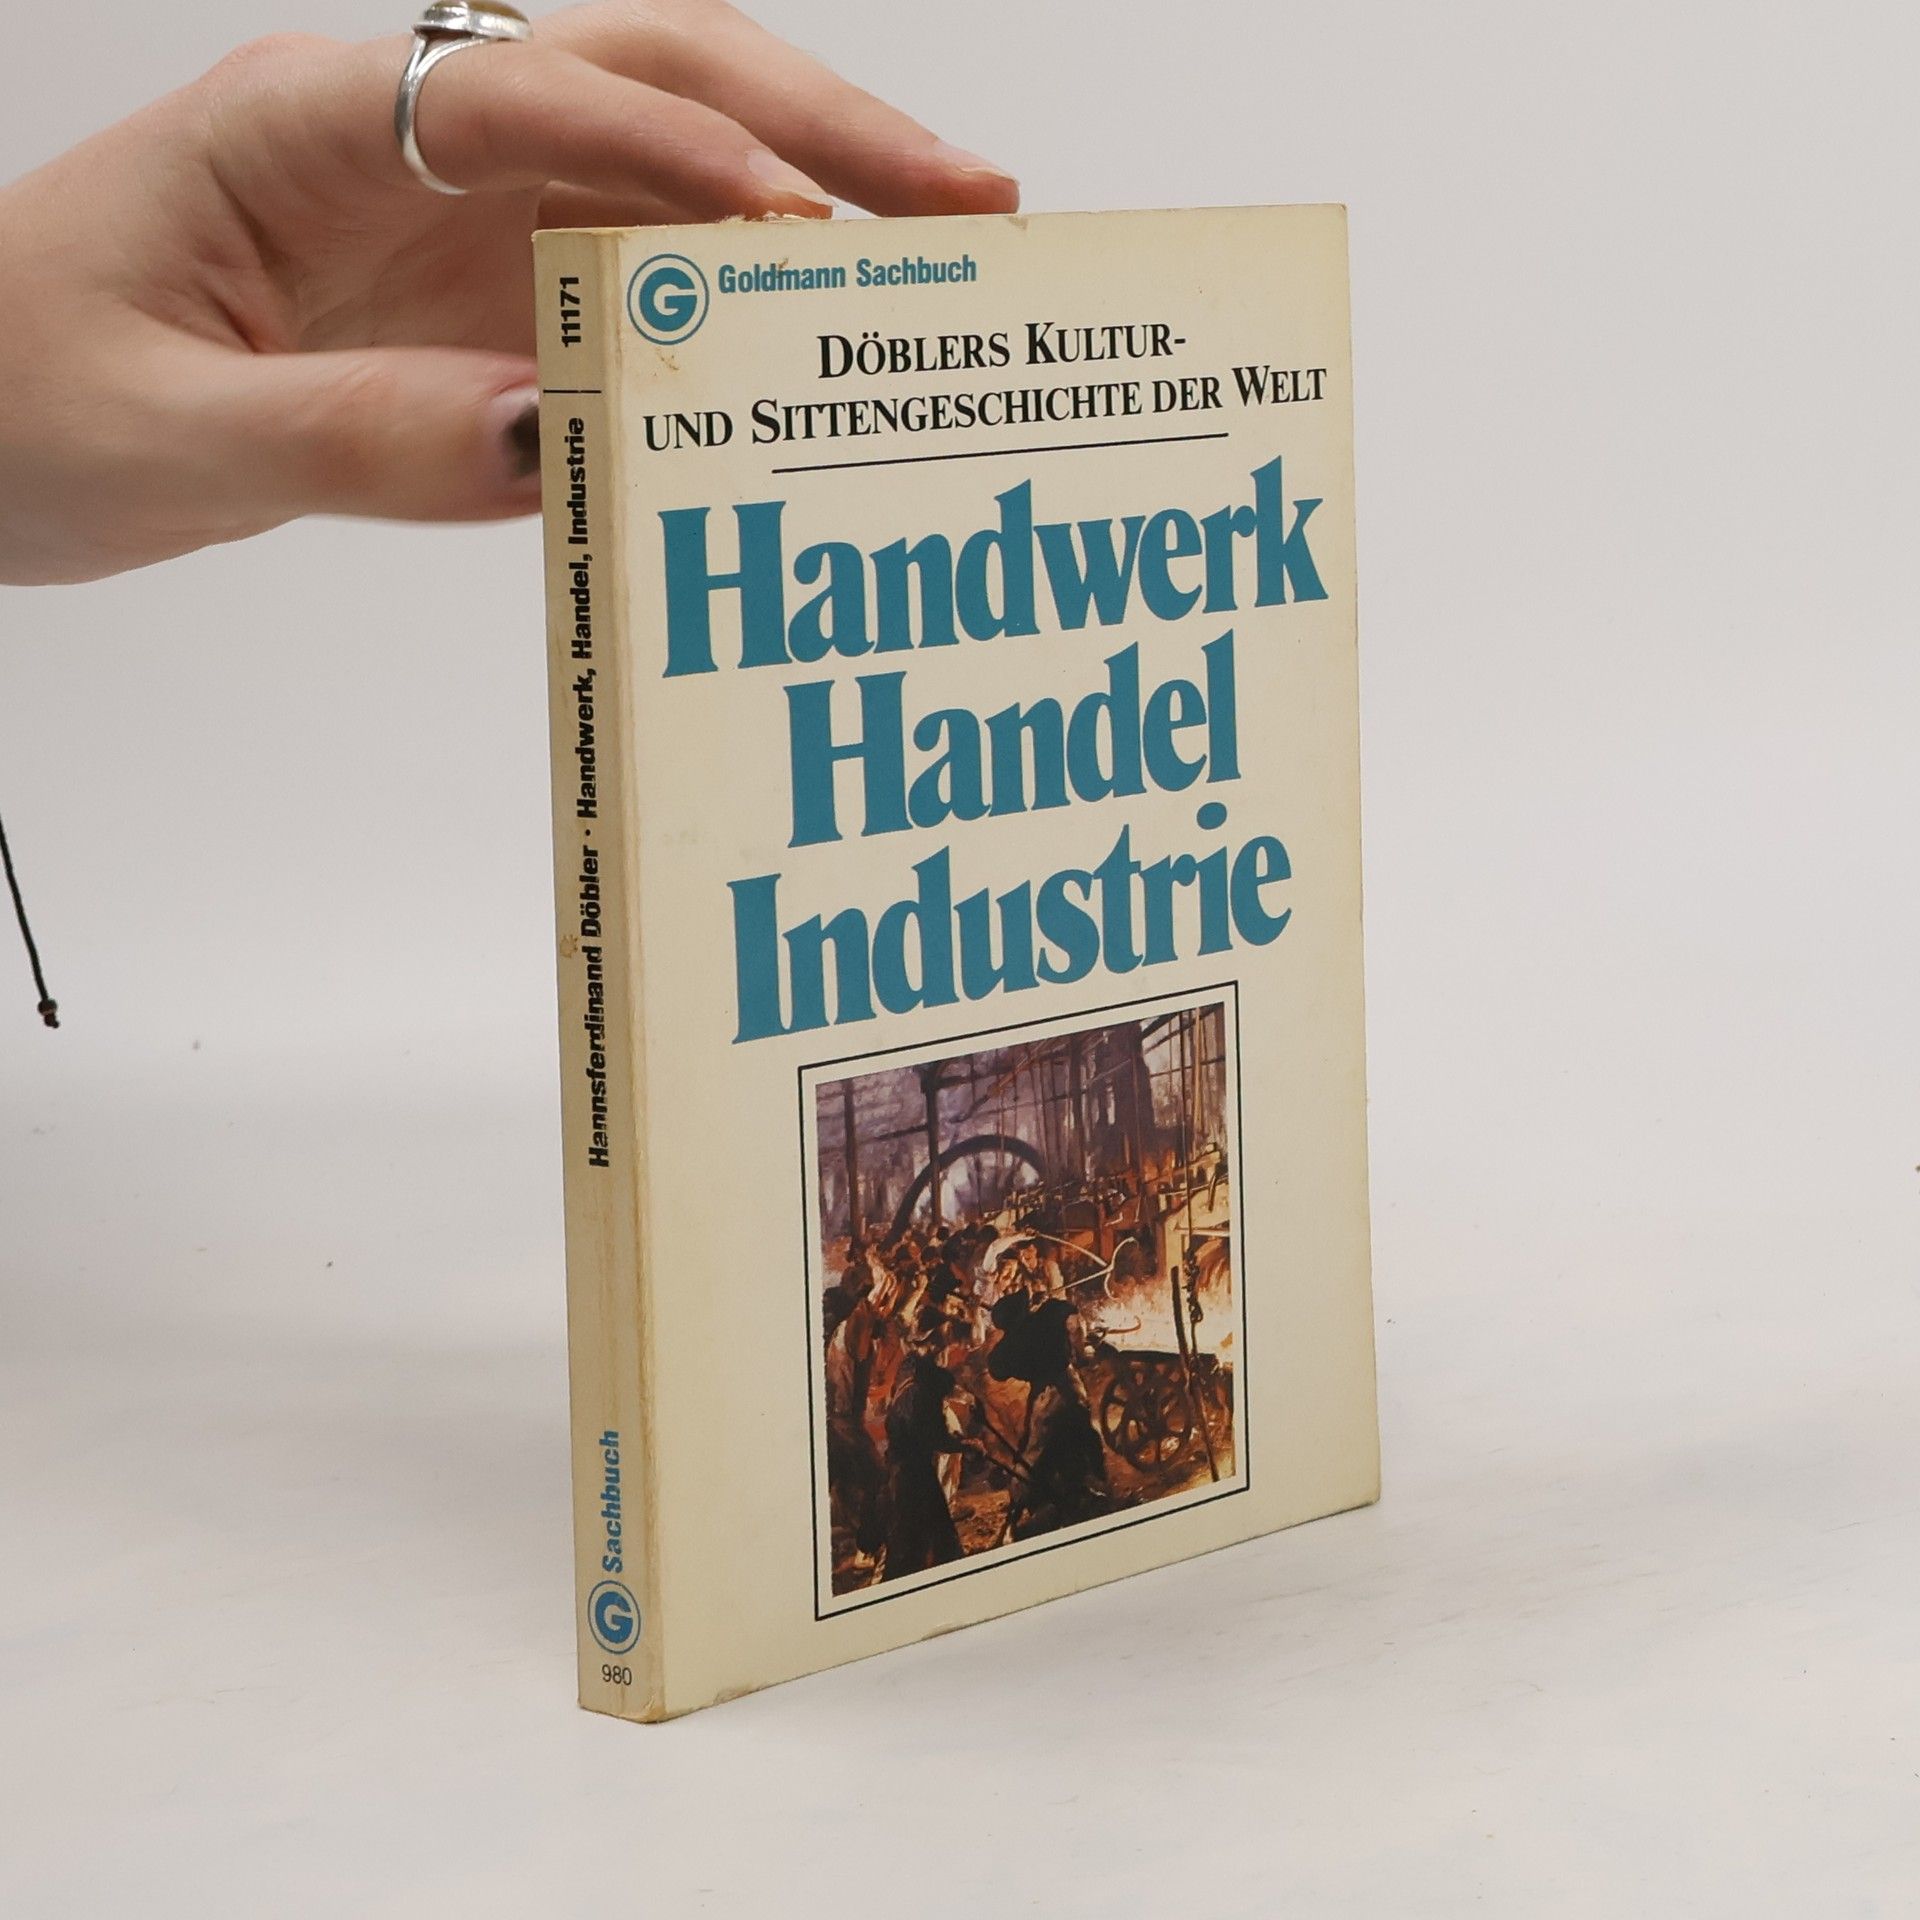 G Goldmann Sachbuch
DÖBLERS KULTUR-
UND SITTENGESCHICHTE DER WELT
Handwerk
Handel
Industrie
11171
Hannsferdinand Döbler · Handwerk, Handel, Industrie
G Sachbuch
980